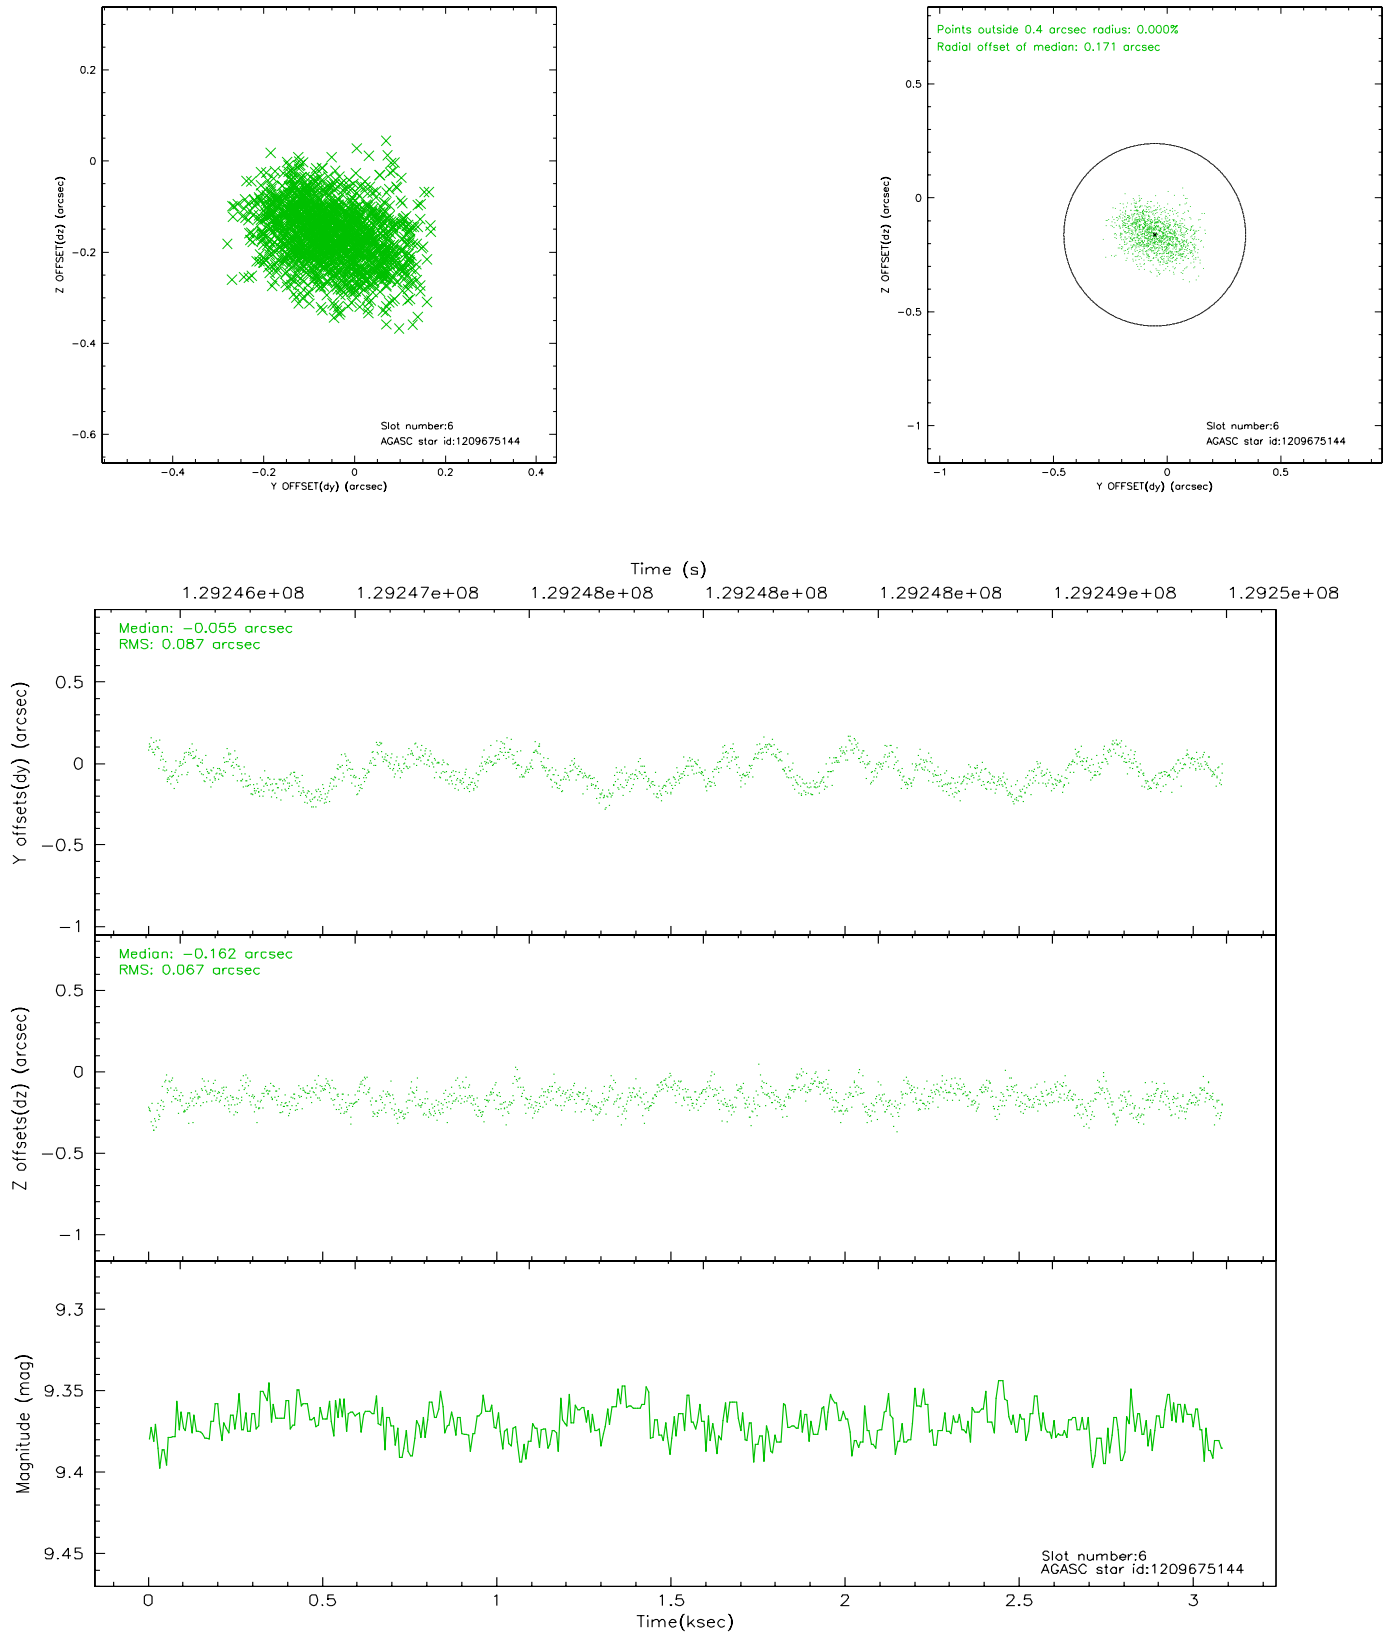 0.2
0
-0.2
-0.4
-0.6
Z OFFSET(dz) (arcsec)
Slot number:6
AGASC star id:1209675144
-0.4 -0.2 0 0.2 0.4
Y OFFSET(dy) (arcsec)
Points outside 0.4 arcsec radius: 0.000%
Radial offset of median: 0.171 arcsec
0.5
0
-0.5
-1
Z OFFSET(dz) (arcsec)
Slot number:6
AGASC star id:1209675144
-1 -0.5 0 0.5
Y OFFSET(dy) (arcsec)
Time (s)
1.29246e+08 1.29247e+08 1.29248e+08 1.29248e+08 1.29248e+08 1.29249e+08 1.2925e+08
Median: -0.055 arcsec
RMS: 0.087 arcsec
0.5
0
-0.5
-1
Y offsets(dy) (arcsec)
Median: -0.162 arcsec
RMS: 0.067 arcsec
0.5
0
-0.5
-1
Z offsets(dz) (arcsec)
9.3
9.35
9.4
9.45
Magnitude (mag)
Slot number:6
AGASC star id:1209675144
0 0.5 1 1.5 2 2.5 3
Time(ksec)